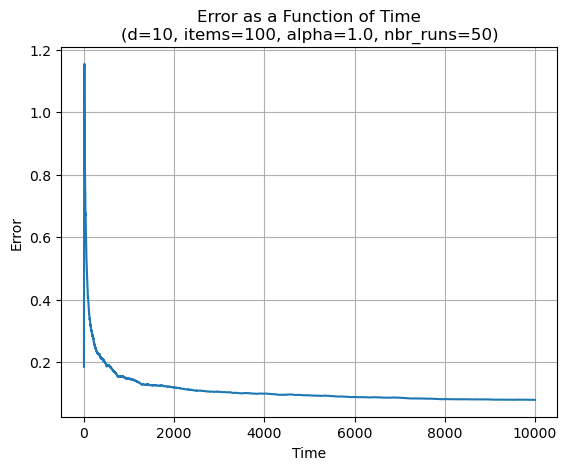 Error as a Function of Time
(d=10, items=100, alpha=1.0, nbr_runs=50)
1.2
1.0
0.8
0.6
0.4
0.2
Error
0 2000 4000 6000 8000 10000
Time